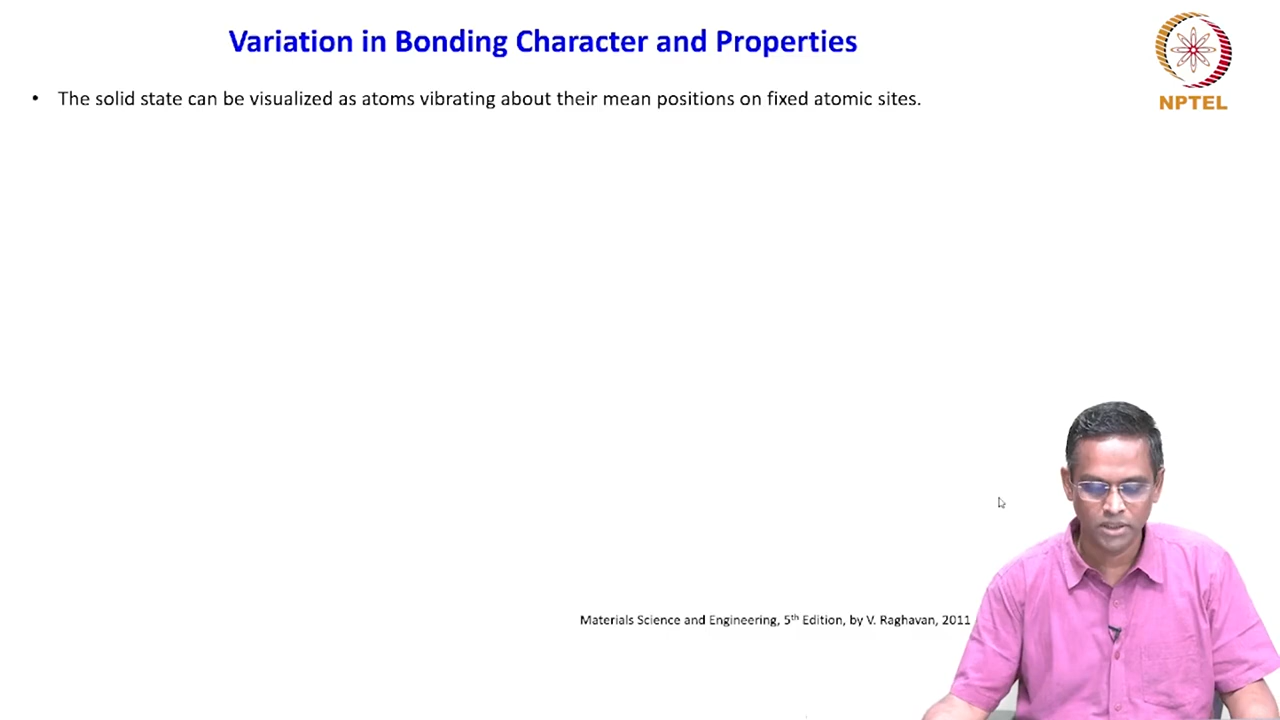 Variation in Bonding Character and Properties
NPTEL
• The solid state can be visualized as atoms vibrating about their mean positions on fixed atomic sites.
Materials Science and Engineering, 5th Edition, by V. Raghavan, 2011